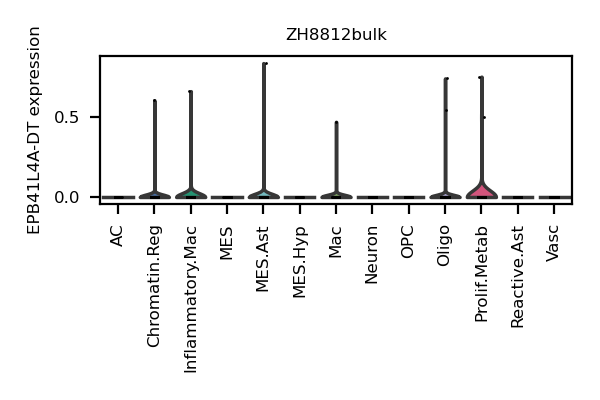 ZH8812bulk
EPB41L4A-DT expression
0.5
0.0
AC
Chromatin.Reg
Inflammatory.Mac
MES
MES.Ast
MES.Hyp
Mac
Neuron
OPC
Oligo
Prolif.Metab
Reactive.Ast
Vasc